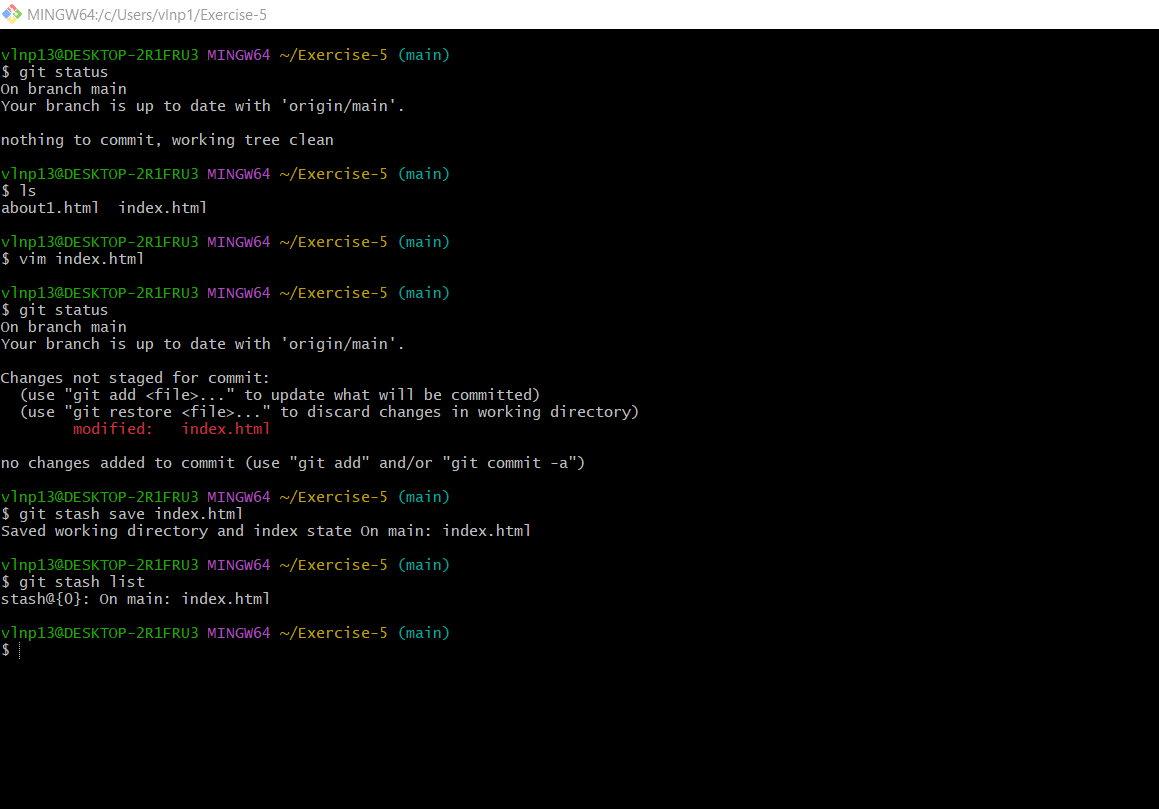 MINGW64:/c/Users/vlnp1/Exercise-5
vlnp13@DESKTOP-2R1FRU3 MINGW64 ~/Exercise-5 (main)
$ git status
On branch main
Your branch is up to date with 'origin/main'.
nothing to commit, working tree clean
vlnp13@DESKTOP-2R1FRU3 MINGW64 ~/Exercise-5 (main)
$ ls
about1.html  index.html
vlnp13@DESKTOP-2R1FRU3 MINGW64 ~/Exercise-5 (main)
$ vim index.html
vlnp13@DESKTOP-2R1FRU3 MINGW64 ~/Exercise-5 (main)
$ git status
On branch main
Your branch is up to date with 'origin/main'.
Changes not staged for commit:
  (use "git add <file>..." to update what will be committed)
  (use "git restore <file>..." to discard changes in working directory)
        modified:   index.html
no changes added to commit (use "git add" and/or "git commit -a")
vlnp13@DESKTOP-2R1FRU3 MINGW64 ~/Exercise-5 (main)
$ git stash save index.html
Saved working directory and index state On main: index.html
vlnp13@DESKTOP-2R1FRU3 MINGW64 ~/Exercise-5 (main)
$ git stash list
stash@{0}: On main: index.html
vlnp13@DESKTOP-2R1FRU3 MINGW64 ~/Exercise-5 (main)
$